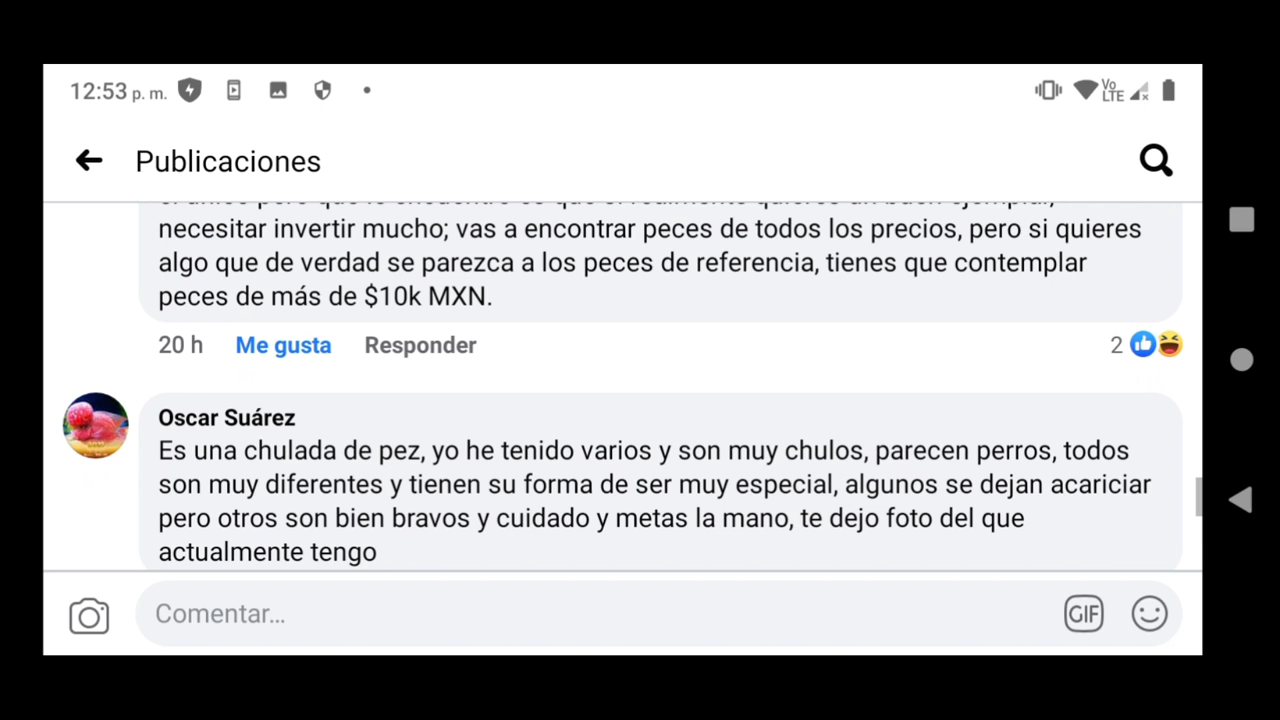 12:53 p. m.
Vo
LTE
Publicaciones
necesitar invertir mucho; vas a encontrar peces de todos los precios, pero si quieres
algo que de verdad se parezca a los peces de referencia, tienes que contemplar
peces de más de $10k MXN.
20 h Me gusta Responder 2
Oscar Suárez
Es una chulada de pez, yo he tenido varios y son muy chulos, parecen perros, todos
son muy diferentes y tienen su forma de ser muy especial, algunos se dejan acariciar
pero otros son bien bravos y cuidado y metas la mano, te dejo foto del que
actualmente tengo
Comentar...
GIF